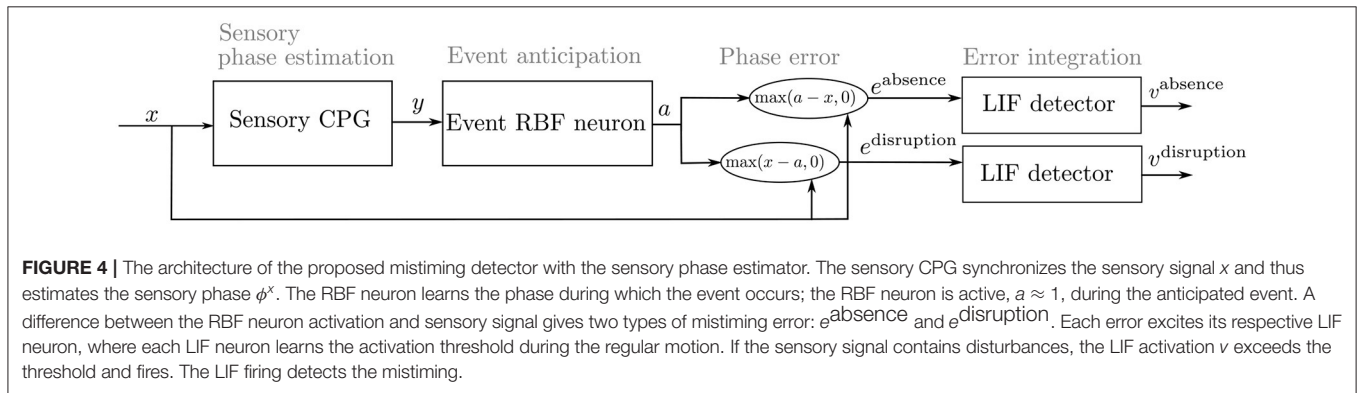 Sensory
phase estimation
Event anticipation
Phase error
Error integration
x
Sensory CPG
y
Event RBF neuron
a
max(a − x, 0)
e^absence
LIF detector
v^absence
max(x − a, 0)
e^disruption
LIF detector
v^disruption
FIGURE 4 | The architecture of the proposed mistiming detector with the sensory phase estimator. The sensory CPG synchronizes the sensory signal x and thus
estimates the sensory phase ϕ^x. The RBF neuron learns the phase during which the event occurs; the RBF neuron is active, a ≈ 1, during the anticipated event. A
difference between the RBF neuron activation and sensory signal gives two types of mistiming error: e^absence and e^disruption. Each error excites its respective LIF
neuron, where each LIF neuron learns the activation threshold during the regular motion. If the sensory signal contains disturbances, the LIF activation v exceeds the
threshold and fires. The LIF firing detects the mistiming.